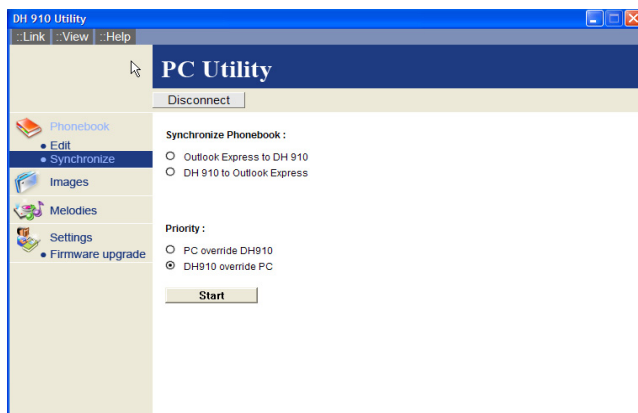 DH 910 Utility
::Link ::View ::Help
PC Utility
Disconnect
Phonebook
Edit
Synchronize
Images
Melodies
Settings
Firmware upgrade
Synchronize Phonebook :
Outlook Express to DH 910
DH 910 to Outlook Express
Priority :
PC override DH910
DH910 override PC
Start